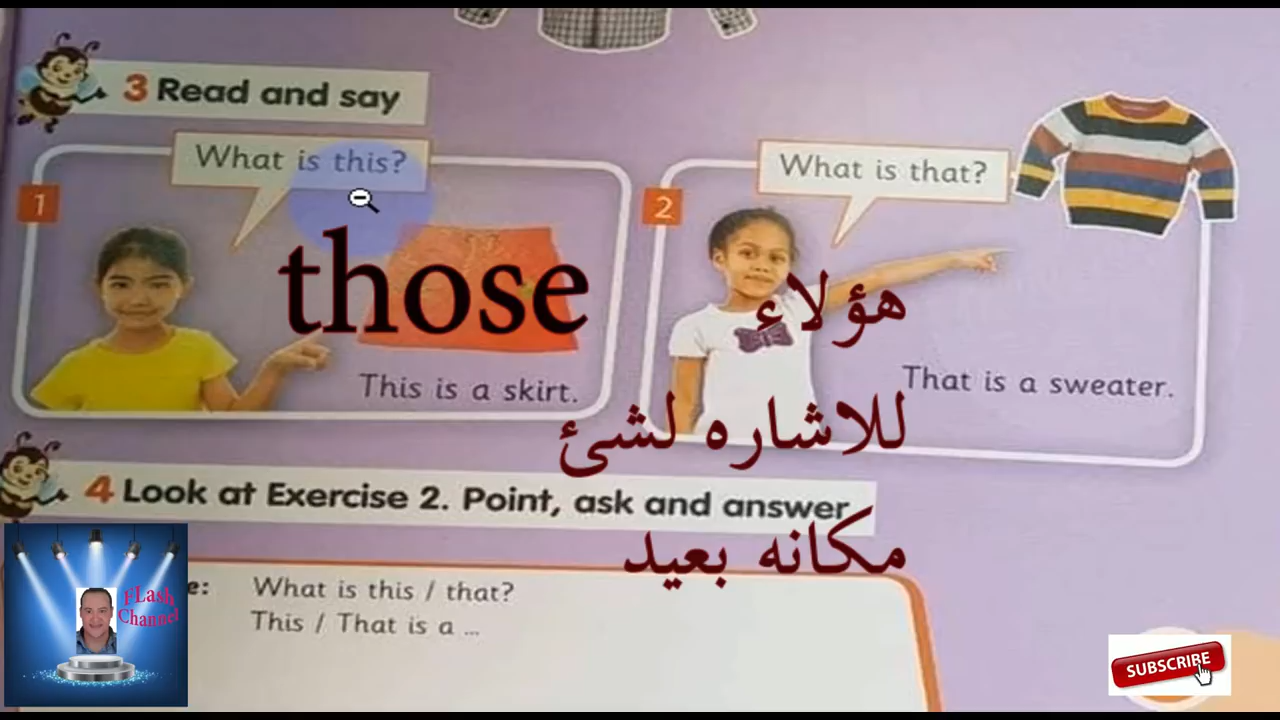 3 Read and say
What is this?
1
This is a skirt.
What is that?
2
That is a sweater.
those
هؤلاء
للاشاره لشئ
مكانه بعيد
4 Look at Exercise 2. Point, ask and answer
e:
What is this / that?
This / That is a ...
FLash
Channel
SUBSCRIBE